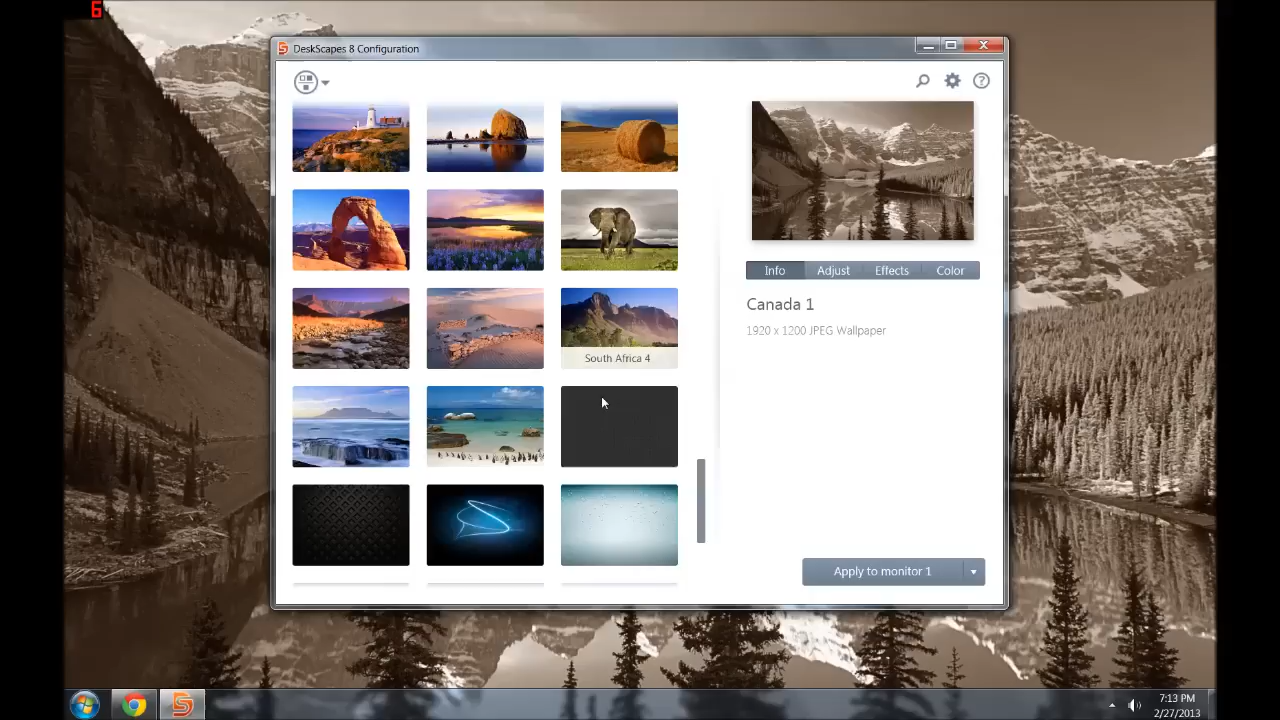 6
DeskScapes 8 Configuration
Info
Adjust
Effects
Color
Canada 1
1920 x 1200 JPEG Wallpaper
South Africa 4
Apply to monitor 1
7:13 PM
2/27/2013